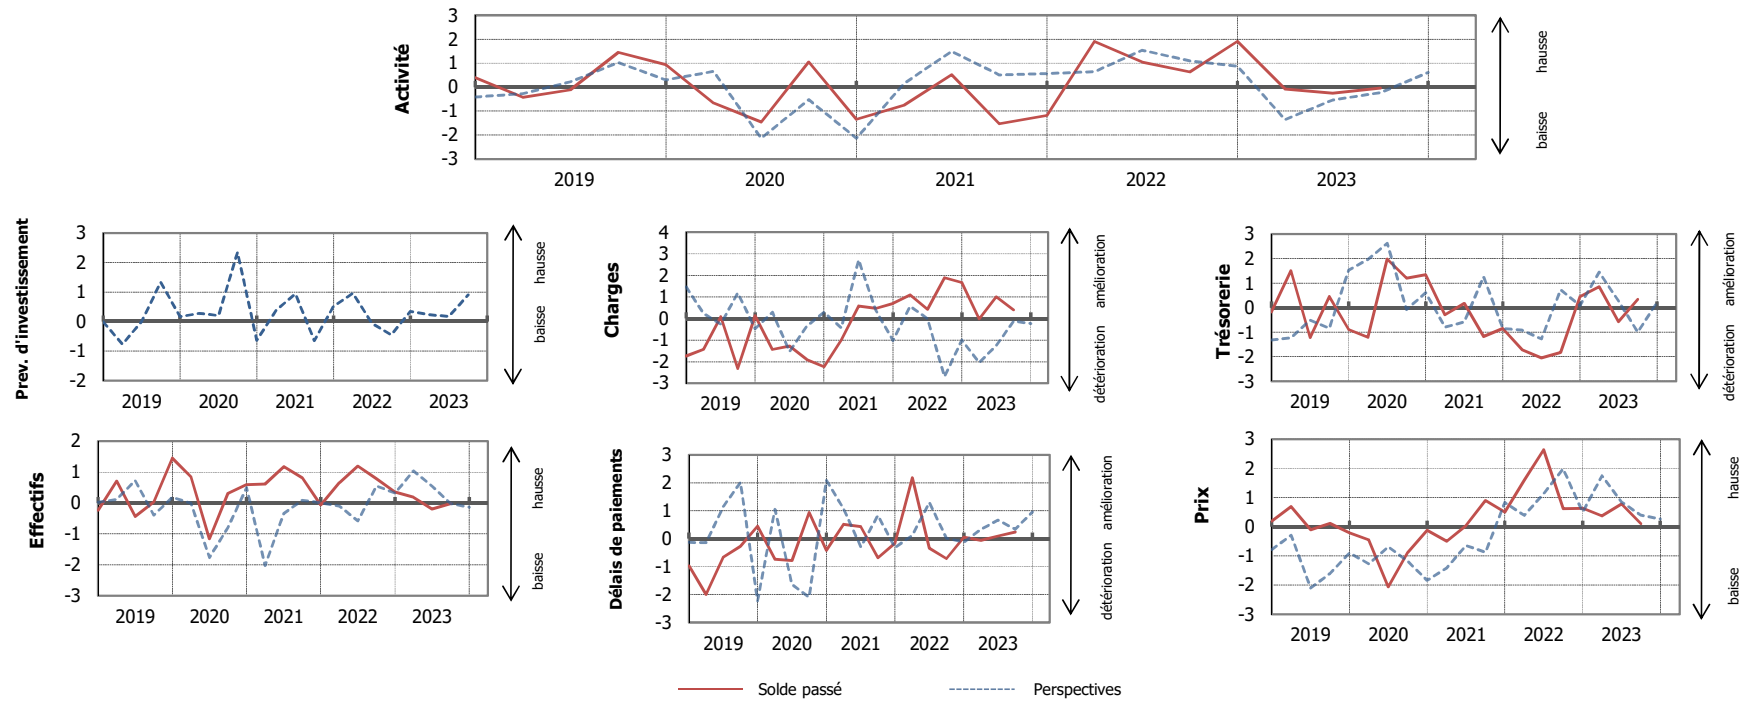 Activité
3
2
1
0
-1
-2
-3
2019 2020 2021 2022 2023
hausse
baisse
Prev. d'investissement
3
2
1
0
-1
-2
2019 2020 2021 2022 2023
hausse
baisse
Charges
4
3
2
1
0
-1
-2
-3
2019 2020 2021 2022 2023
amélioration
détérioration
Trésorerie
3
2
1
0
-1
-2
-3
2019 2020 2021 2022 2023
amélioration
détérioration
Effectifs
2
1
0
-1
-2
-3
2019 2020 2021 2022 2023
hausse
baisse
Délais de paiements
3
2
1
0
-1
-2
-3
2019 2020 2021 2022 2023
amélioration
détérioration
Prix
3
2
1
0
-1
-2
-3
2019 2020 2021 2022 2023
hausse
baisse
Solde passé Perspectives